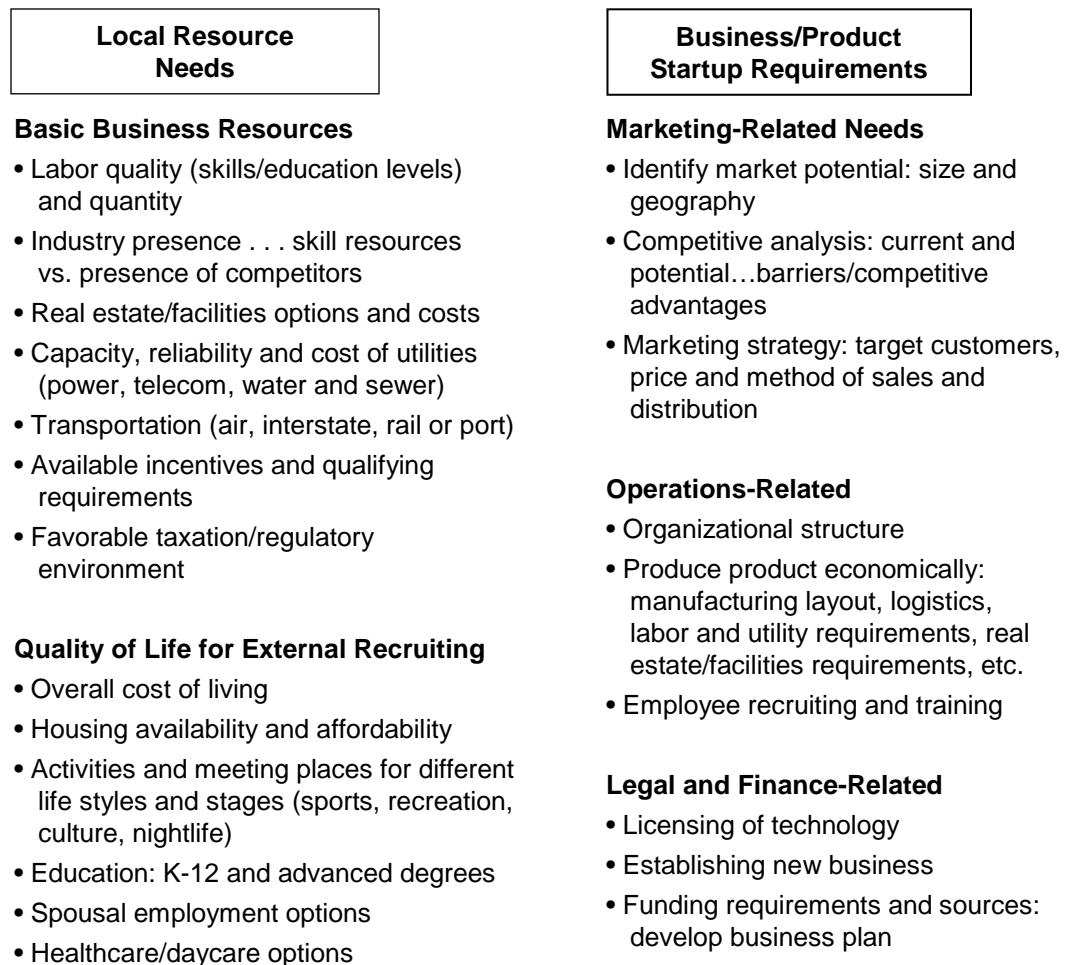 Local Resource
Needs
Basic Business Resources
• Labor quality (skills/education levels)
and quantity
• Industry presence . . . skill resources
vs. presence of competitors
• Real estate/facilities options and costs
• Capacity, reliability and cost of utilities
(power, telecom, water and sewer)
• Transportation (air, interstate, rail or port)
• Available incentives and qualifying
requirements
• Favorable taxation/regulatory
environment
Quality of Life for External Recruiting
• Overall cost of living
• Housing availability and affordability
• Activities and meeting places for different
life styles and stages (sports, recreation,
culture, nightlife)
• Education: K-12 and advanced degrees
• Spousal employment options
• Healthcare/daycare options
Business/Product
Startup Requirements
Marketing-Related Needs
• Identify market potential: size and
geography
• Competitive analysis: current and
potential…barriers/competitive
advantages
• Marketing strategy: target customers,
price and method of sales and
distribution
Operations-Related
• Organizational structure
• Produce product economically:
manufacturing layout, logistics,
labor and utility requirements, real
estate/facilities requirements, etc.
• Employee recruiting and training
Legal and Finance-Related
• Licensing of technology
• Establishing new business
• Funding requirements and sources:
develop business plan